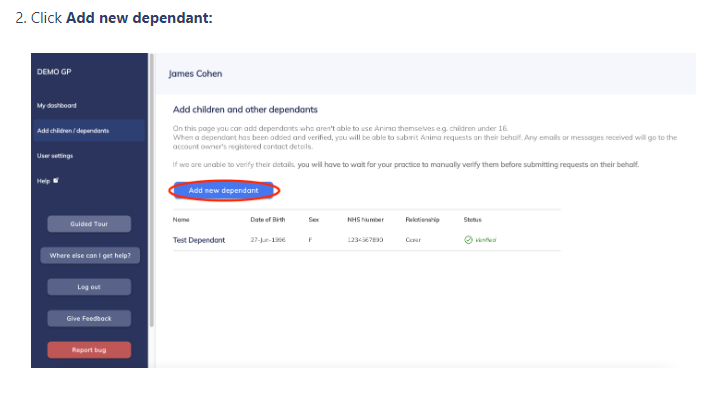 2. Click Add new dependant:
DEMO GP
My dashboard
Add children / dependants
User settings
Help
Guided Tour
Where else can I get help?
Log out
Give Feedback
Report bug
James Cohen
Add children and other dependants
On this page you can add dependants who aren't able to use Anima themselves e.g. children under 16.
When a dependant has been added and verified, you will be able to submit Anima requests on their behalf. Any emails or messages received will go to the
account owner's registered contact details.
If we are unable to verify their details, you will have to wait for your practice to manually verify them before submitting requests on their behalf.
Add new dependant
Name Date of Birth Sex NHS Number Relationship Status
Test Dependant 27-Jun-1996 F 1234567890 Carer Verified